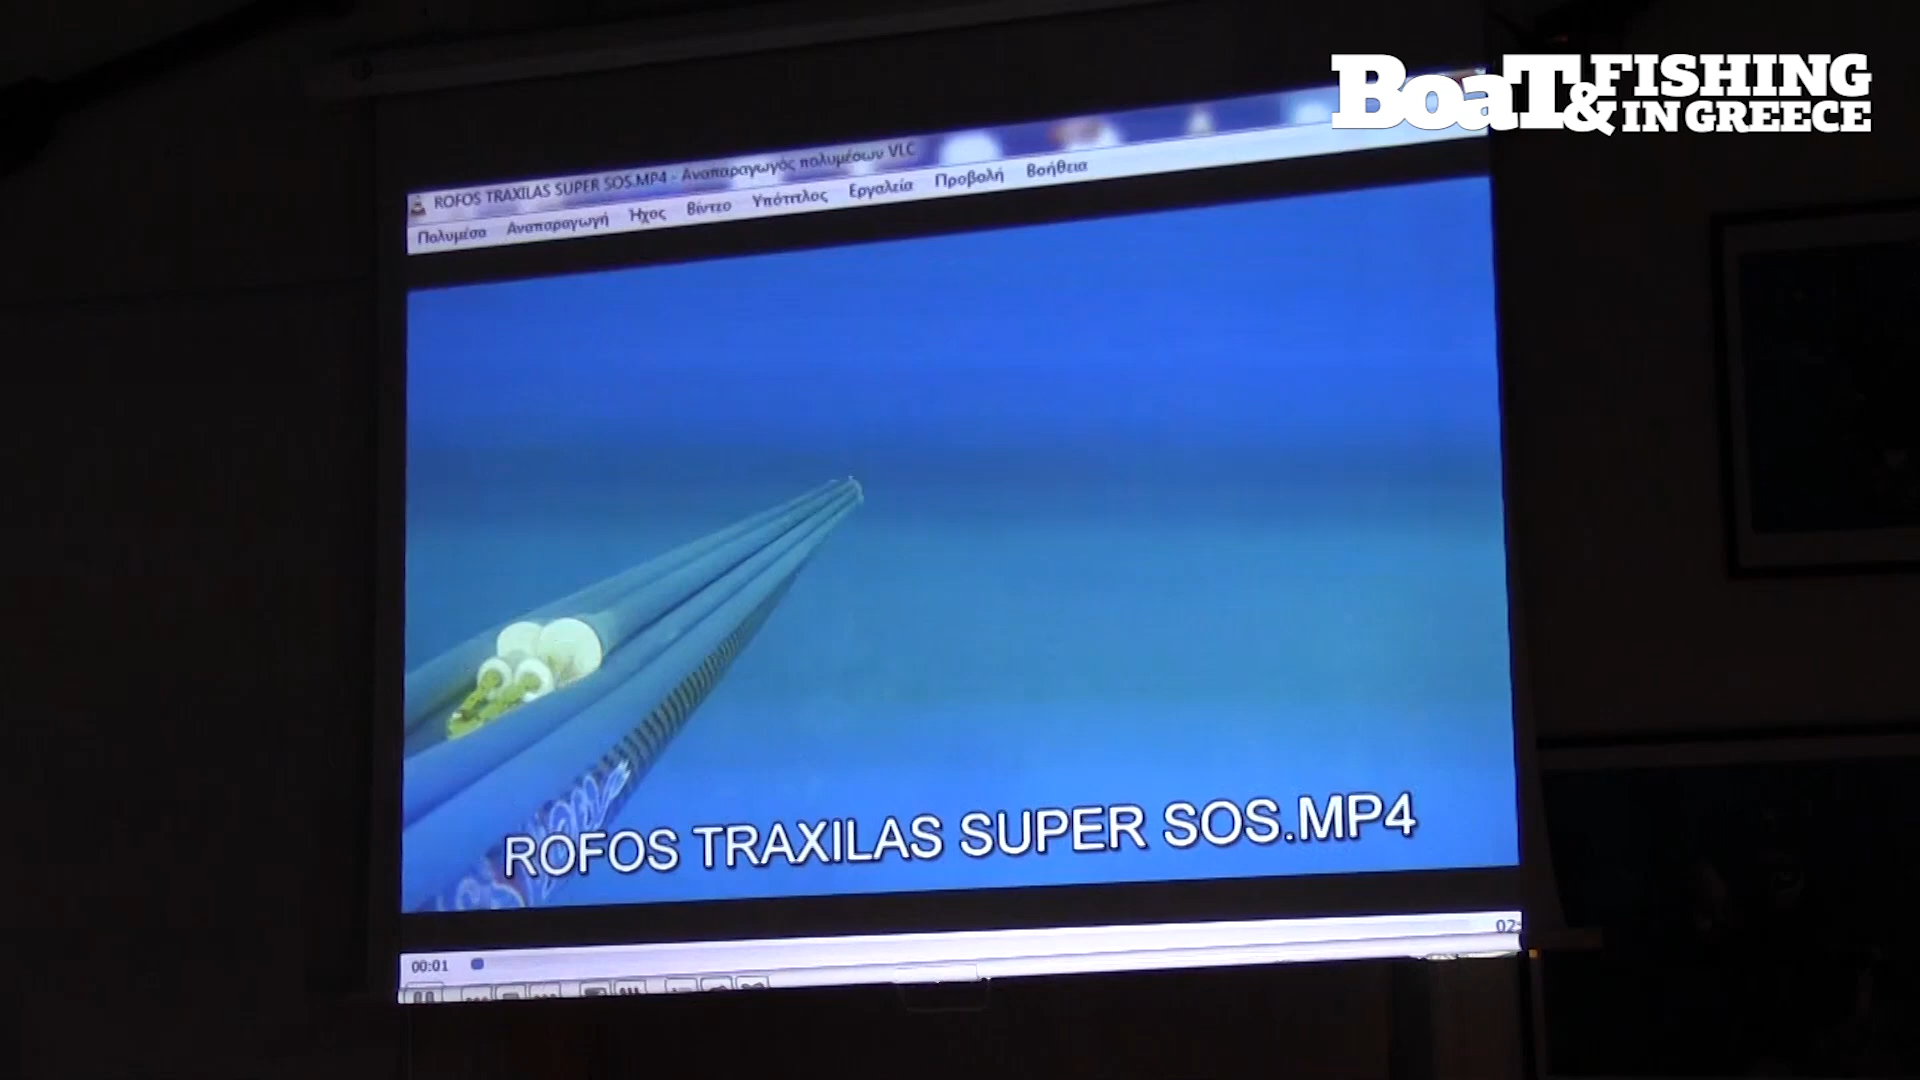 BoaT & FISHING IN GREECE
ROFOS TRAXILAS SUPER SOS.MP4 - Αναπαραγωγός πολυμέσων VLC
Πολυμέσα Αναπαραγωγή Ήχος Βίντεο Υπότιτλος Εργαλεία Προβολή Βοήθεια
ROFOS TRAXILAS SUPER SOS.MP4
00:01 02: